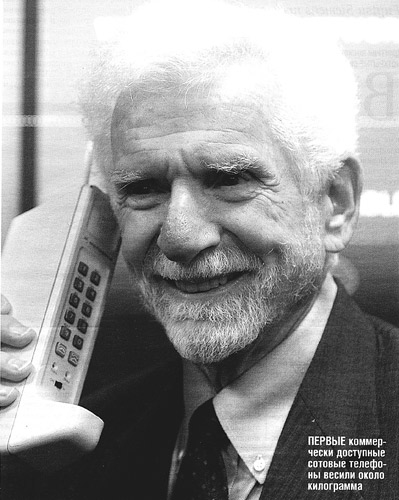 ПЕРВЫЕ коммер-
чески доступные
сотовые телефо-
ны весили около
килограмма